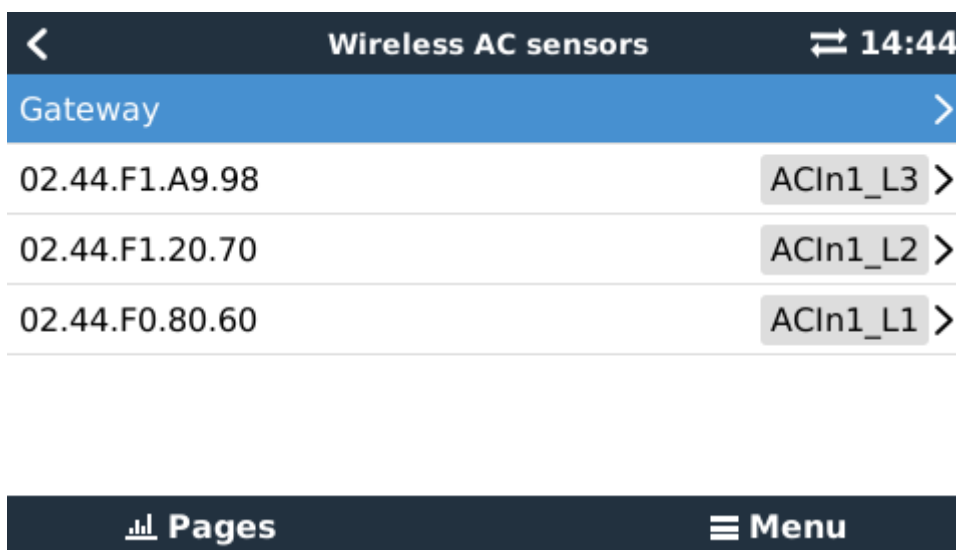 Wireless AC sensors 14:44
Gateway
02.44.F1.A9.98 ACIn1_L3
02.44.F1.20.70 ACIn1_L2
02.44.F0.80.60 ACIn1_L1
Pages Menu